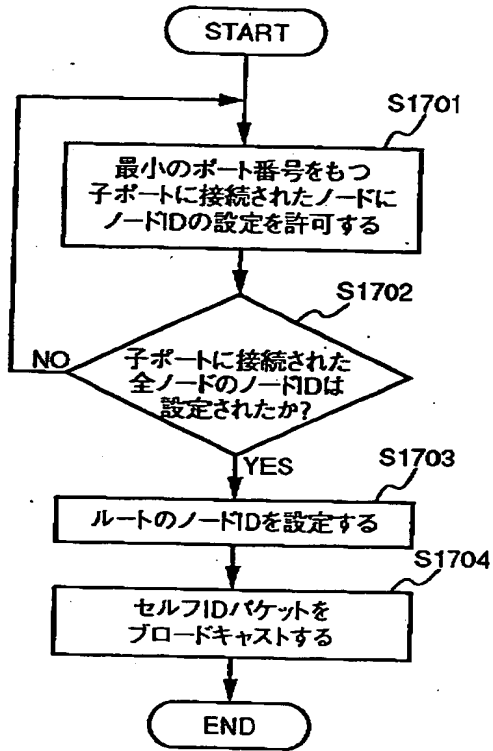 START
S1701
最小のポート番号をもつ
子ポートに接続されたノードに
ノードIDの設定を許可する
S1702
子ポートに接続された
全ノードのノードIDは
設定されたか?
NO
YES
S1703
ルートのノードIDを設定する
S1704
セルフIDパケットを
ブロードキャストする
END